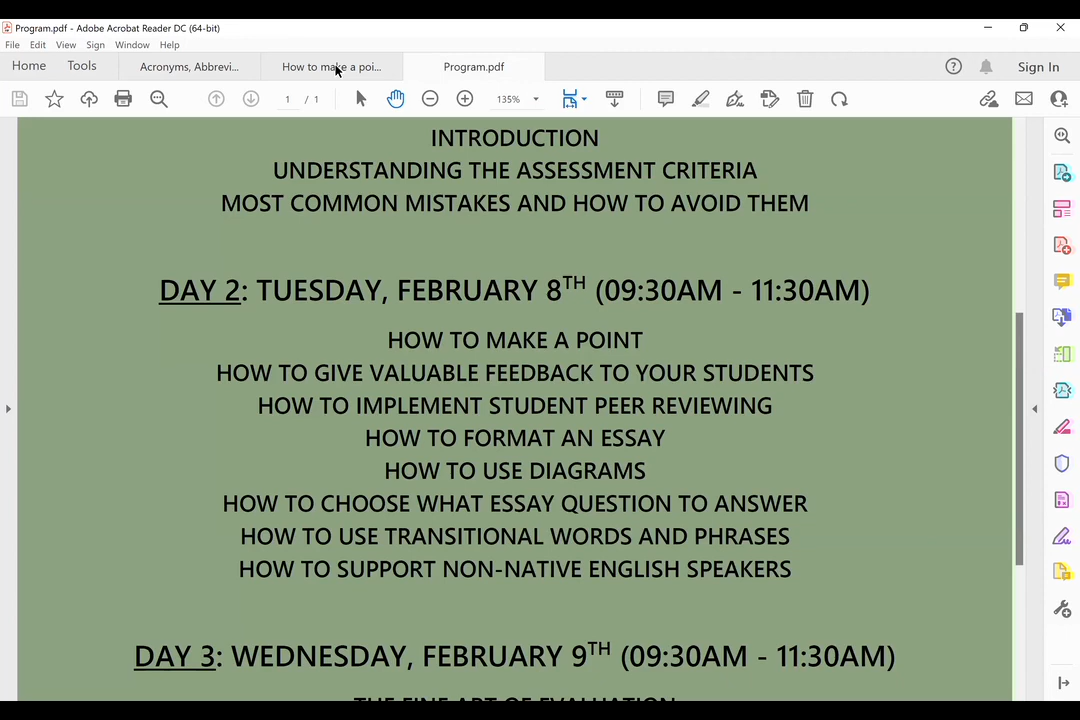 Program.pdf - Adobe Acrobat Reader DC (64-bit)
File Edit View Sign Window Help
Home Tools Acronyms, Abbrevi... How to make a poi... Program.pdf Sign In
1 / 1 135%
INTRODUCTION
UNDERSTANDING THE ASSESSMENT CRITERIA
MOST COMMON MISTAKES AND HOW TO AVOID THEM
DAY 2: TUESDAY, FEBRUARY 8TH (09:30AM - 11:30AM)
HOW TO MAKE A POINT
HOW TO GIVE VALUABLE FEEDBACK TO YOUR STUDENTS
HOW TO IMPLEMENT STUDENT PEER REVIEWING
HOW TO FORMAT AN ESSAY
HOW TO USE DIAGRAMS
HOW TO CHOOSE WHAT ESSAY QUESTION TO ANSWER
HOW TO USE TRANSITIONAL WORDS AND PHRASES
HOW TO SUPPORT NON-NATIVE ENGLISH SPEAKERS
DAY 3: WEDNESDAY, FEBRUARY 9TH (09:30AM - 11:30AM)
THE FINE ART OF EVALUATION